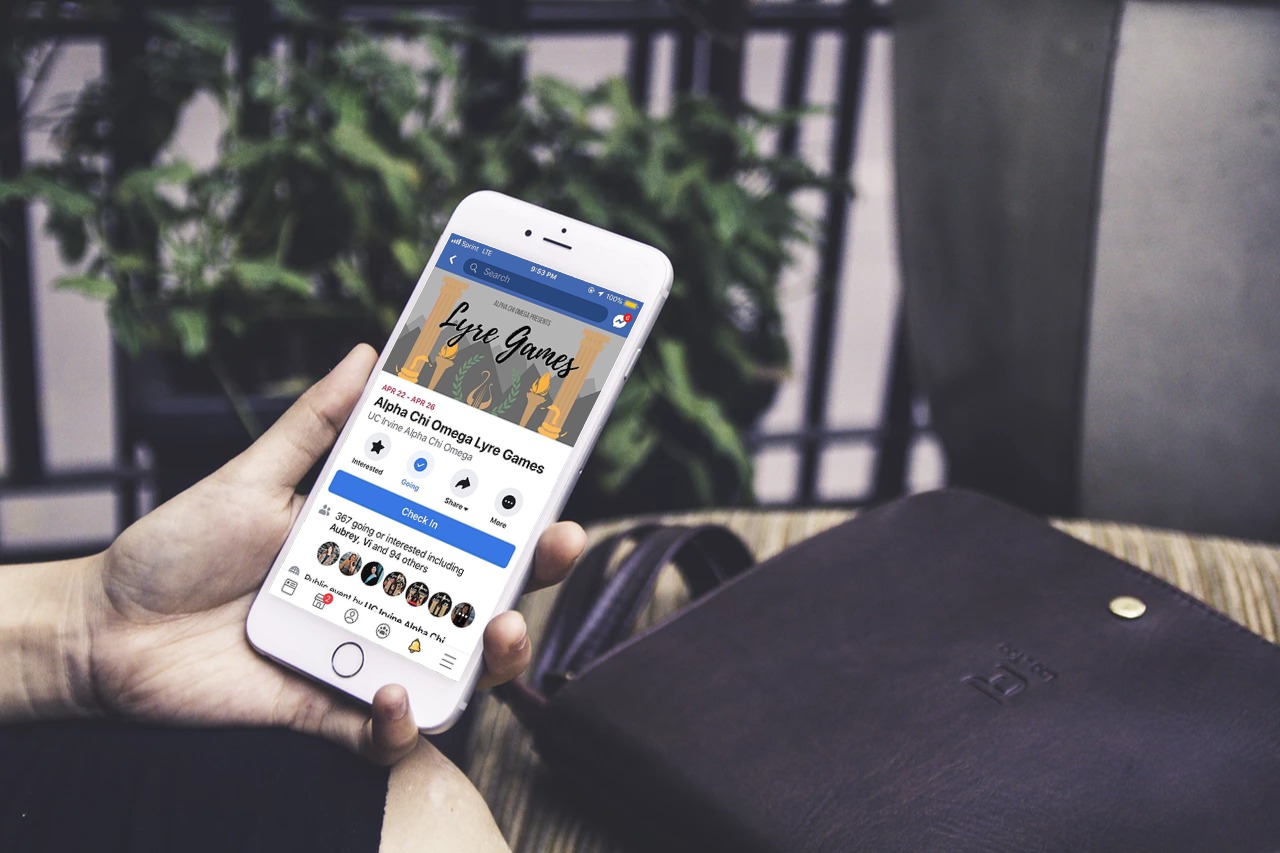 Sprint LTE
9:53 PM
100%
Search
ALPHA CHI OMEGA PRESENTS
Lyre Games
APR 22 - APR 26
Alpha Chi Omega Lyre Games
UC Irvine Alpha Chi Omega
Interested
Going
Share
More
Check In
367 going or interested including
Aubrey, Vi and 94 others
Public event by UC Irvine Alpha Chi
2